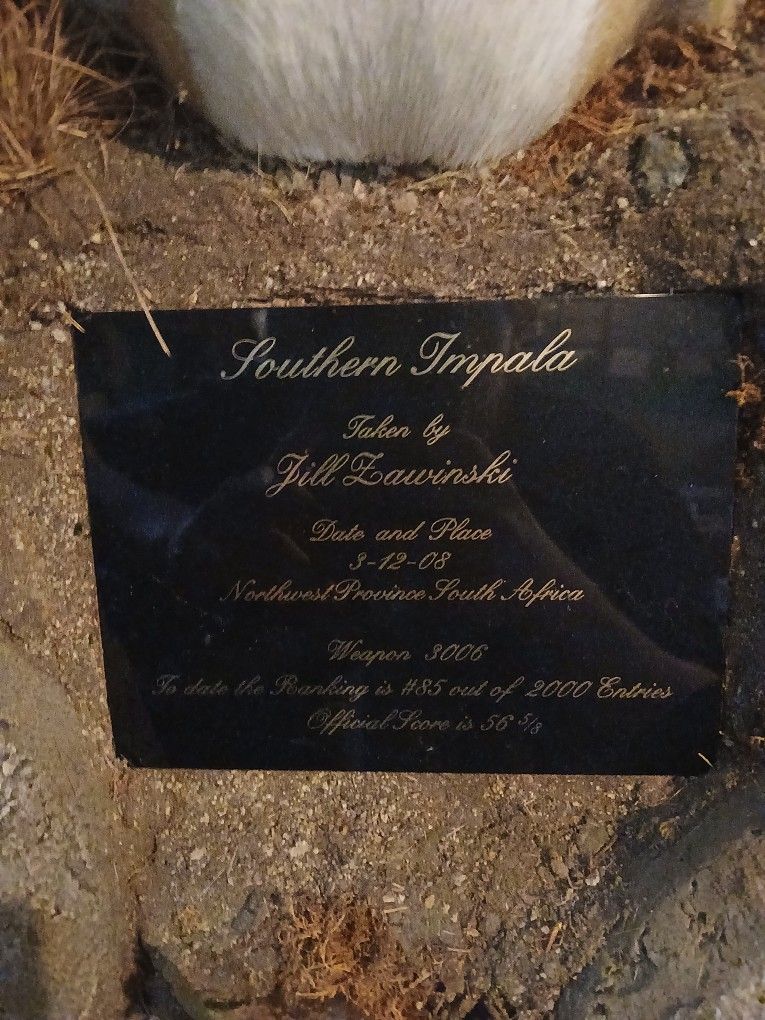 Southern Impala
Taken by
Jill Zawinski
Date and Place
3-12-08
Northwest Province South Africa
Weapon 3006
To date the Ranking is #85 out of 2000 Entries
Official Score is 56 5/8